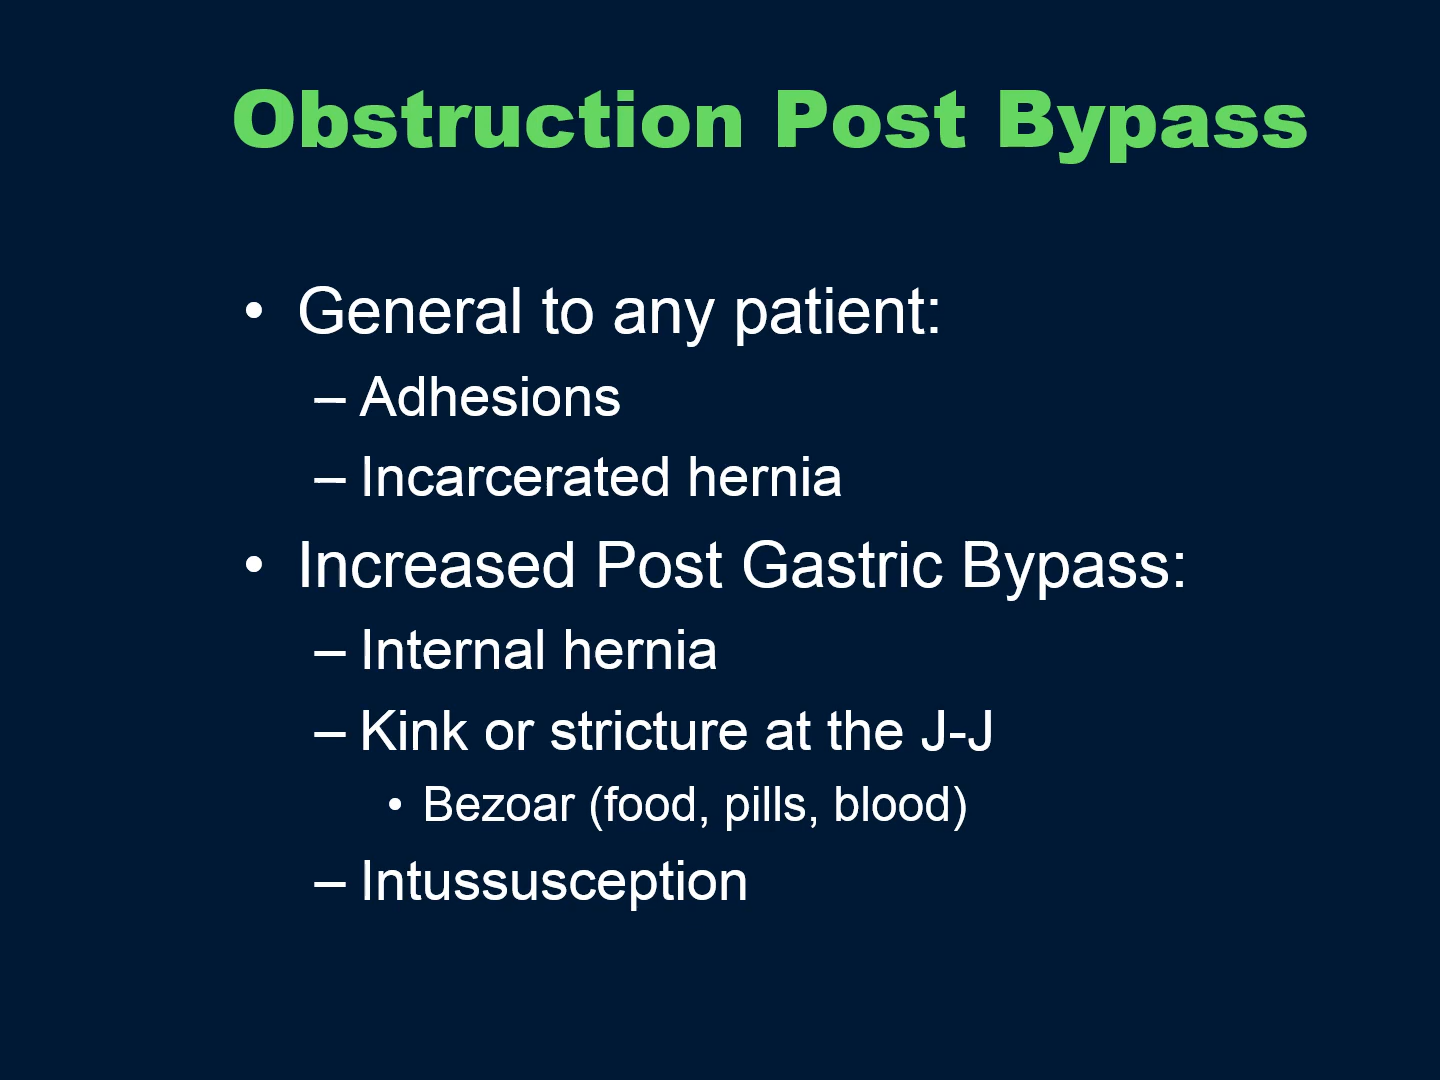 Obstruction Post Bypass
• General to any patient:
– Adhesions
– Incarcerated hernia
• Increased Post Gastric Bypass:
– Internal hernia
– Kink or stricture at the J-J
• Bezoar (food, pills, blood)
– Intussusception